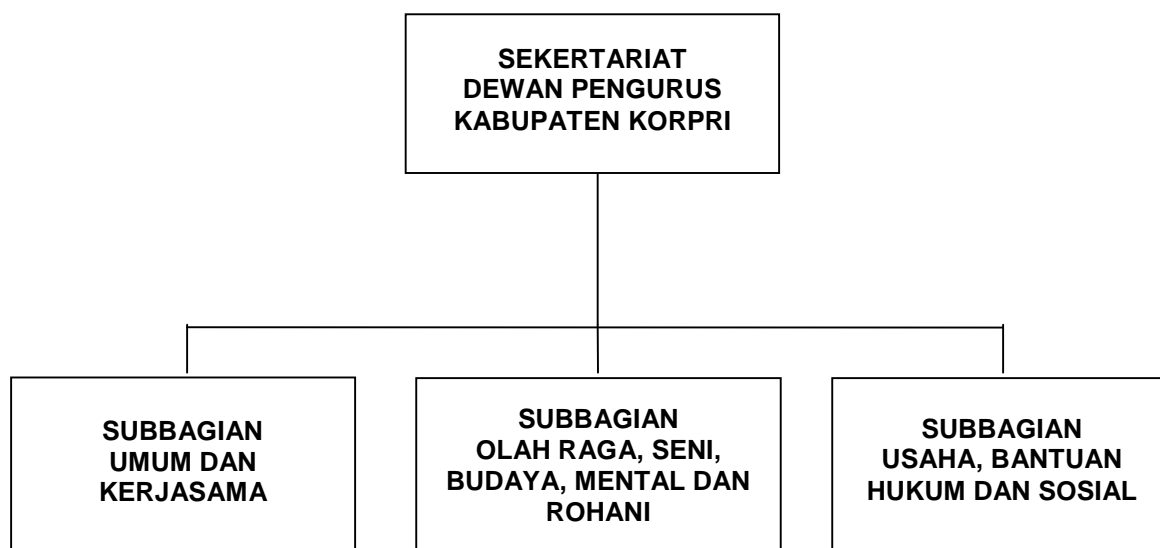 SEKERTARIAT
DEWAN PENGURUS
KABUPATEN KORPRI
SUBBAGIAN
UMUM DAN
KERJASAMA
SUBBAGIAN
OLAH RAGA, SENI,
BUDAYA, MENTAL DAN
ROHANI
SUBBAGIAN
USAHA, BANTUAN
HUKUM DAN SOSIAL